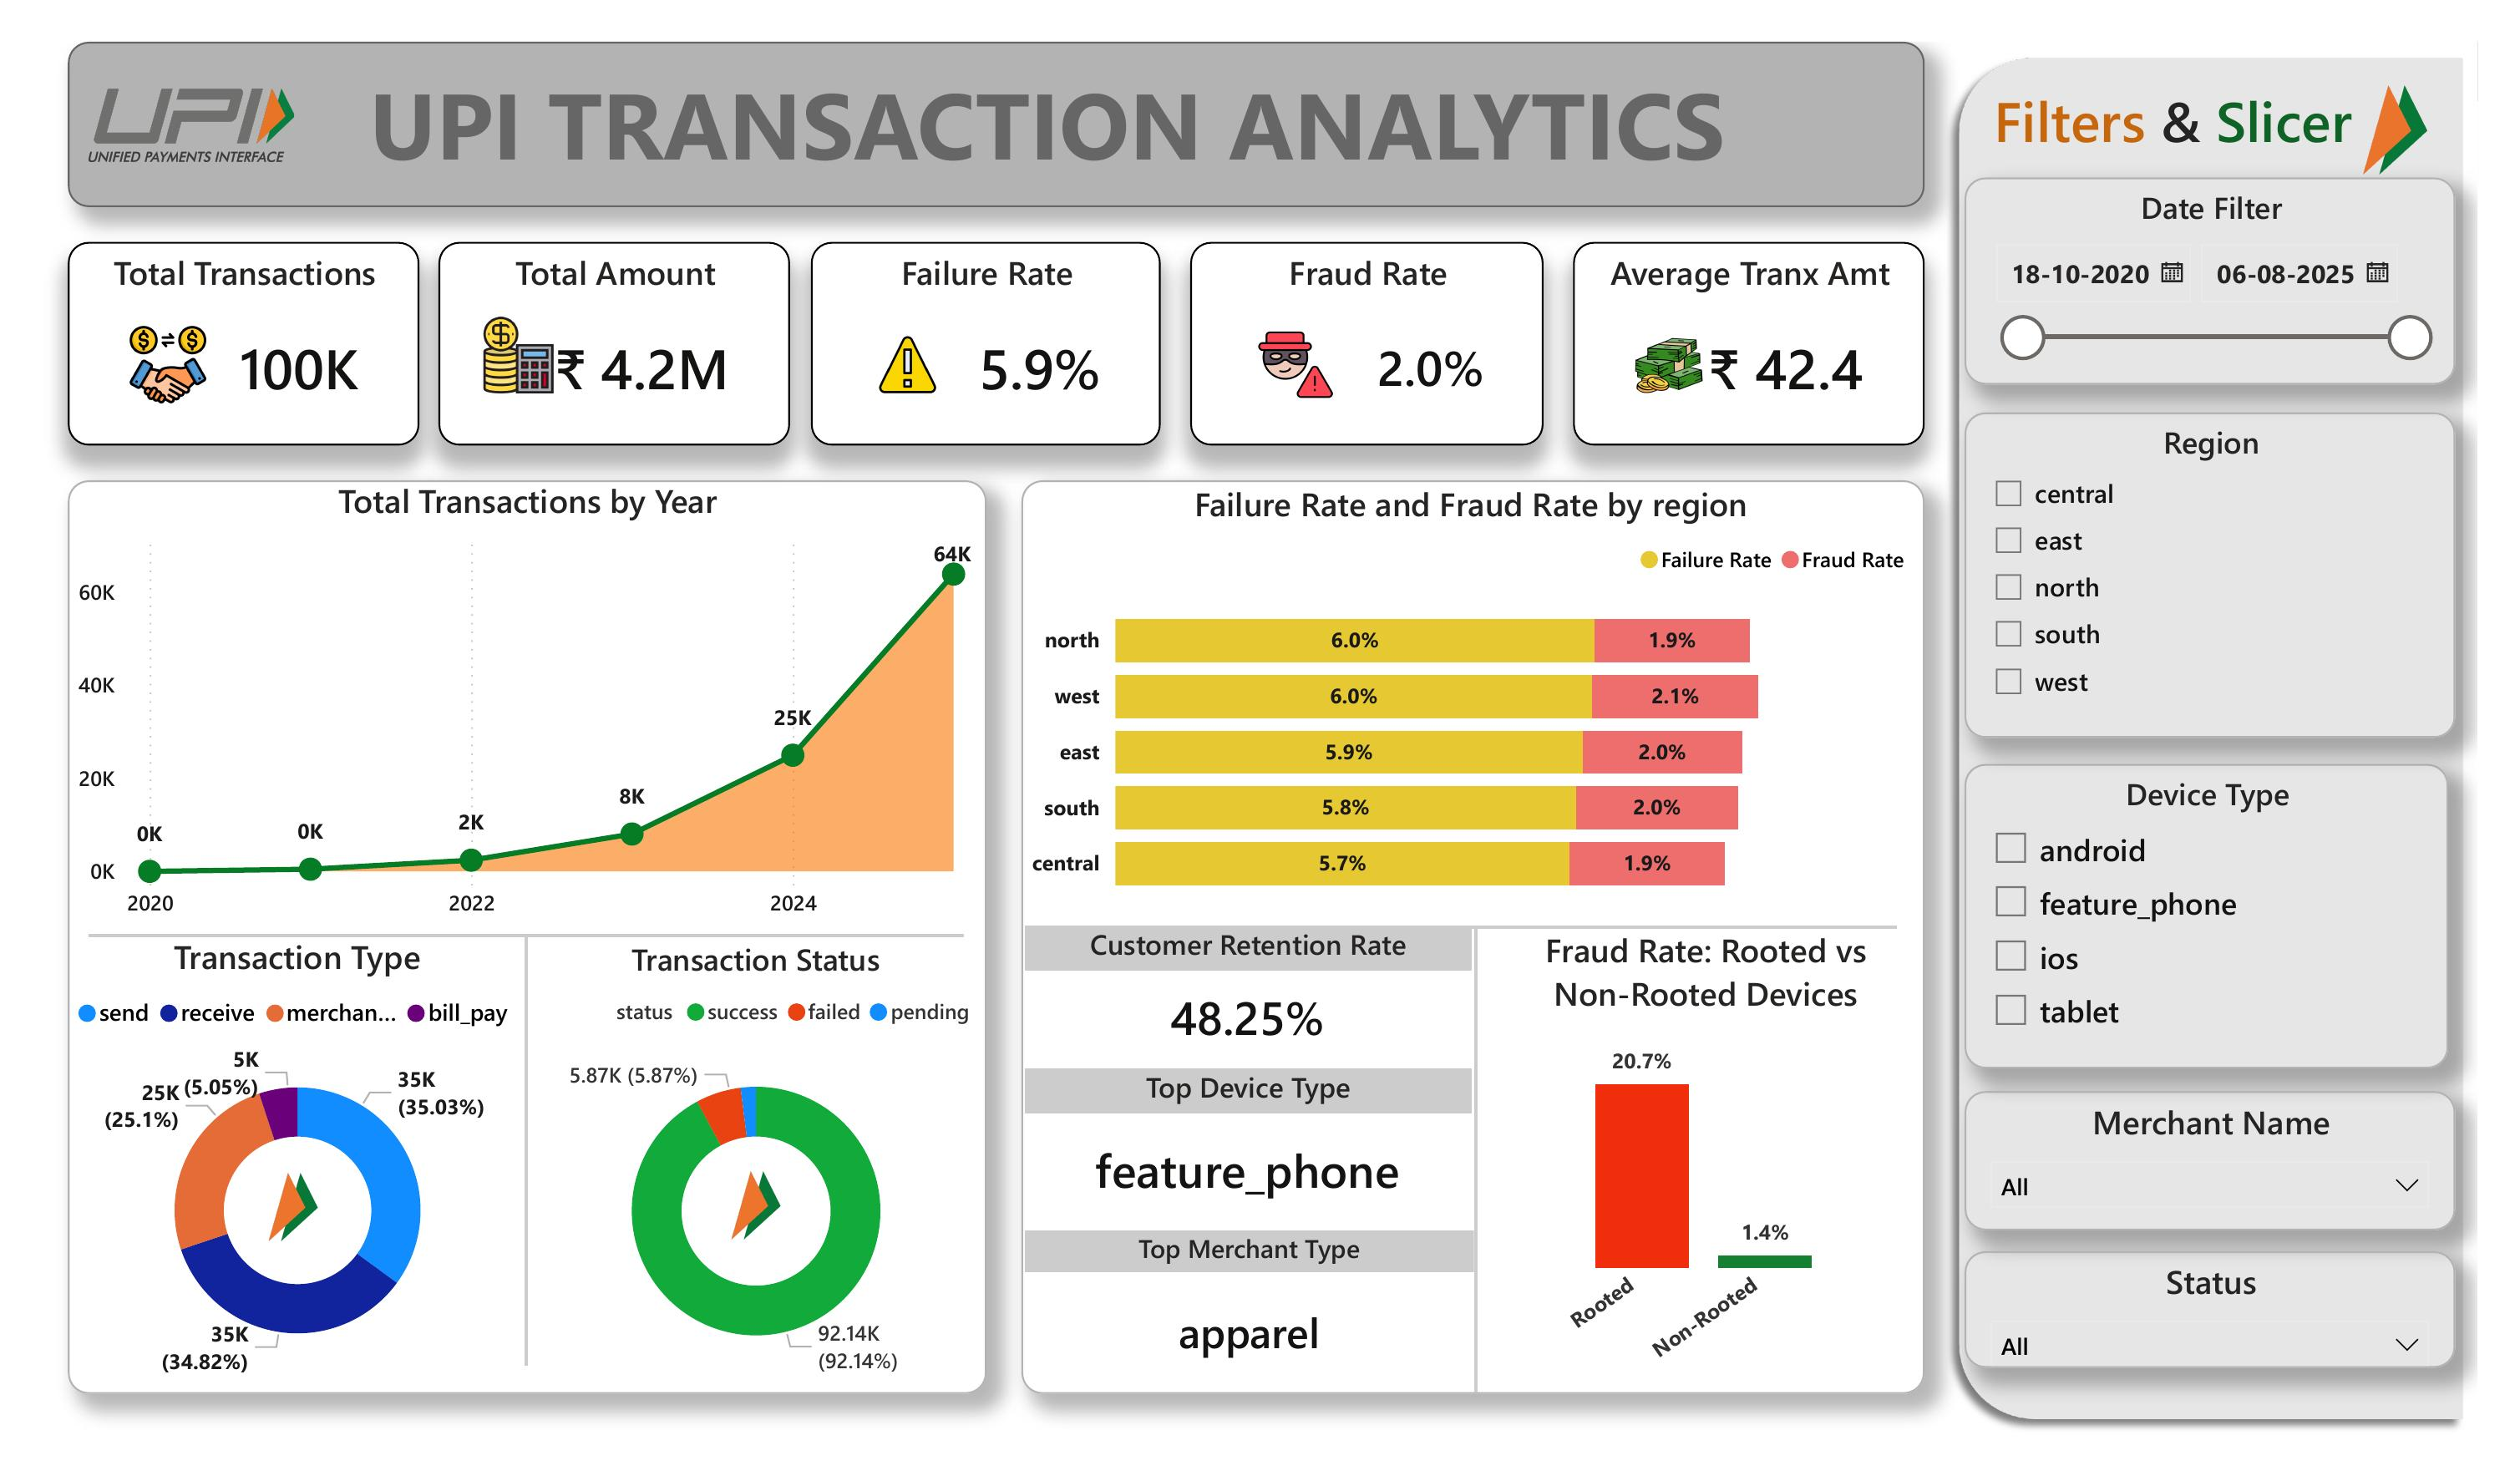 UPI
UNIFIED PAYMENTS INTERFACE
UPI TRANSACTION ANALYTICS
Total Transactions
100K
Total Amount
₹ 4.2M
Failure Rate
5.9%
Fraud Rate
2.0%
Average Tranx Amt
₹ 42.4
Total Transactions by Year
60K
40K
20K
0K
0K
0K
2K
8K
25K
64K
2020
2022
2024
Transaction Type
send
receive
merchan...
bill_pay
5K
(5.05%)
25K
(25.1%)
35K
(35.03%)
35K
(34.82%)
Transaction Status
status
success
failed
pending
5.87K (5.87%)
92.14K
(92.14%)
Failure Rate and Fraud Rate by region
Failure Rate
Fraud Rate
north
6.0%
1.9%
west
6.0%
2.1%
east
5.9%
2.0%
south
5.8%
2.0%
central
5.7%
1.9%
Customer Retention Rate
48.25%
Top Device Type
feature_phone
Top Merchant Type
apparel
Fraud Rate: Rooted vs
Non-Rooted Devices
20.7%
1.4%
Rooted
Non-Rooted
Filters & Slicer
Date Filter
18-10-2020
06-08-2025
Region
central
east
north
south
west
Device Type
android
feature_phone
ios
tablet
Merchant Name
All
Status
All